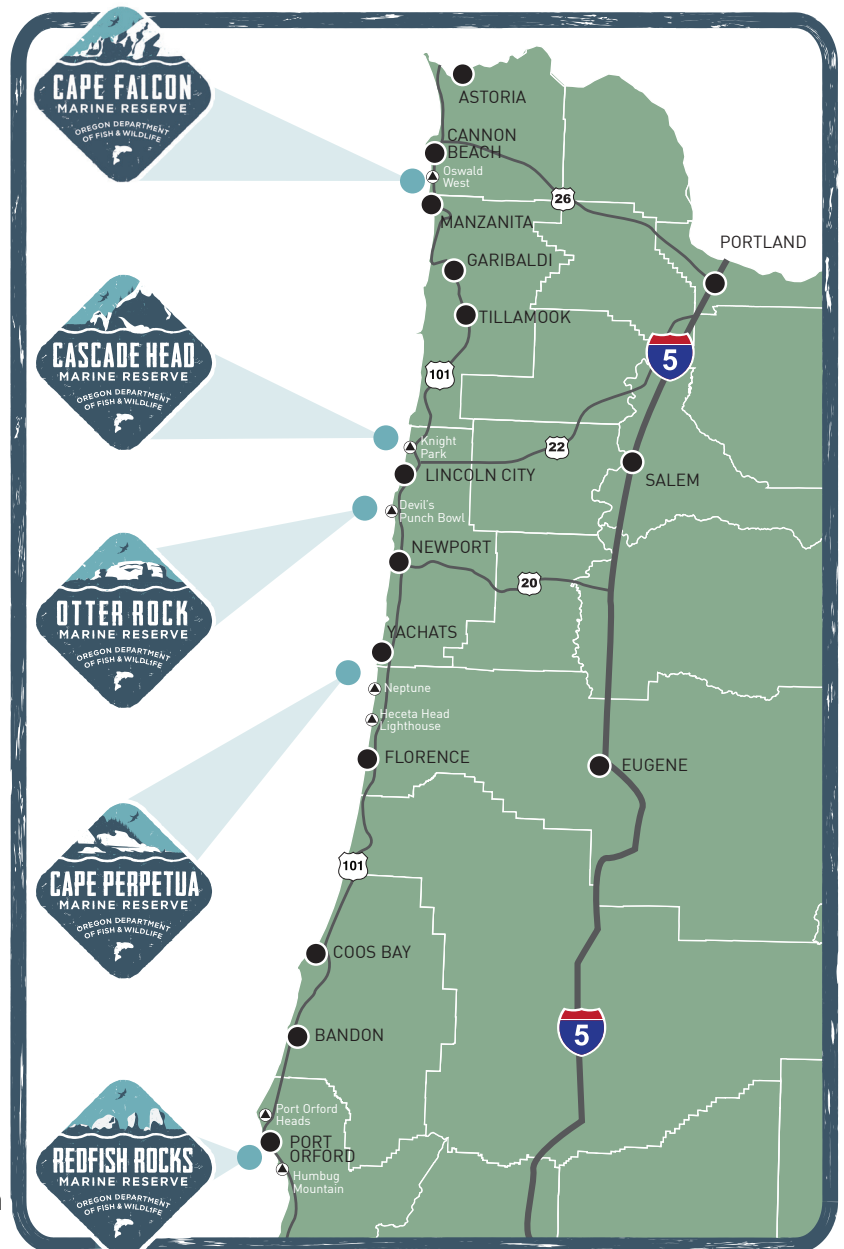 CAPE FALCON
MARINE RESERVE
OREGON DEPARTMENT
OF FISH & WILDLIFE
CASCADE HEAD
MARINE RESERVE
OREGON DEPARTMENT
OF FISH & WILDLIFE
OTTER ROCK
MARINE RESERVE
OREGON DEPARTMENT
OF FISH & WILDLIFE
CAPE PERPETUA
MARINE RESERVE
OREGON DEPARTMENT
OF FISH & WILDLIFE
REDFISH ROCKS
MARINE RESERVE
OREGON DEPARTMENT
OF FISH & WILDLIFE
ASTORIA
CANNON
BEACH
Oswald
West
26
MANZANITA
PORTLAND
GARIBALDI
TILLAMOOK
5
101
Knight
Park
22
LINCOLN CITY
SALEM
Devil's
Punch Bowl
NEWPORT
20
YACHATS
Neptune
Heceta Head
Lighthouse
FLORENCE
EUGENE
101
COOS BAY
5
BANDON
Port Orford
Heads
PORT
ORFORD
Humbug
Mountain